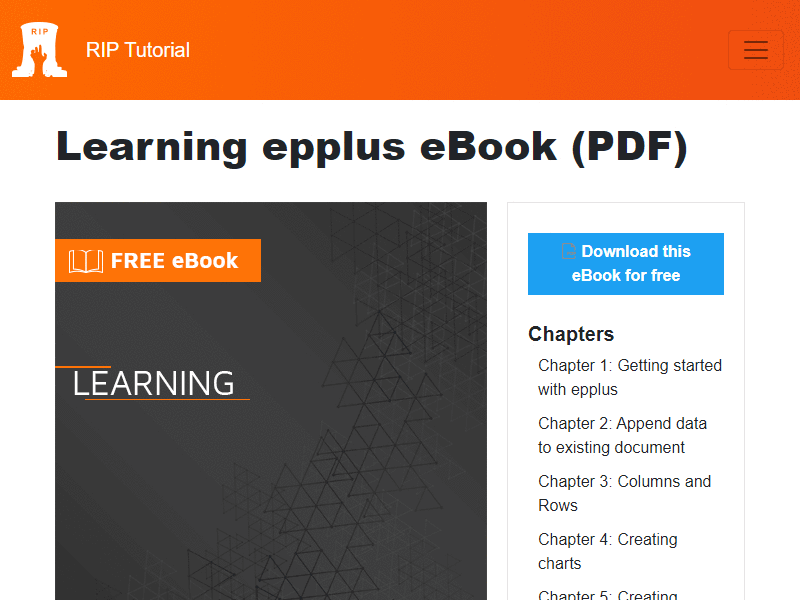 RIP
RIP Tutorial
Learning epplus eBook (PDF)
FREE eBook
LEARNING
Download this
eBook for free
Chapters
Chapter 1: Getting started
with epplus
Chapter 2: Append data
to existing document
Chapter 3: Columns and
Rows
Chapter 4: Creating
charts
Chapter 5: Creating